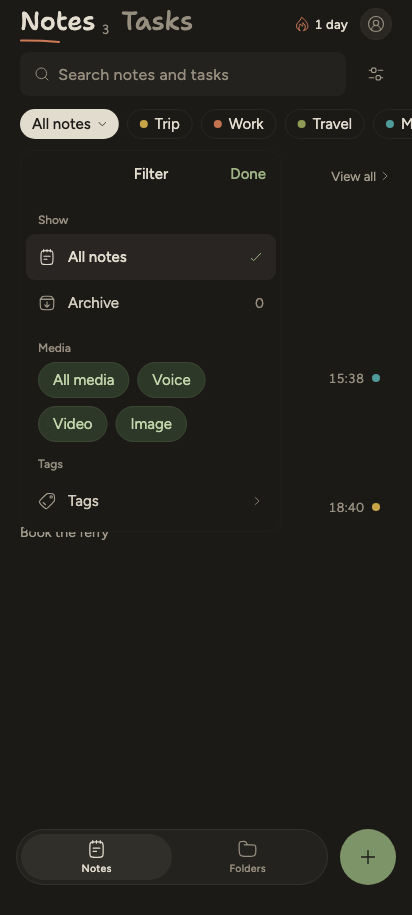 Notes 3 Tasks 1 day
Search notes and tasks
All notes Trip Work Travel M
Filter Done View all
Show
All notes
Archive 0
Media
All media Voice 15:38
Video Image
Tags
Tags 18:40
Book the ferry
Notes Folders